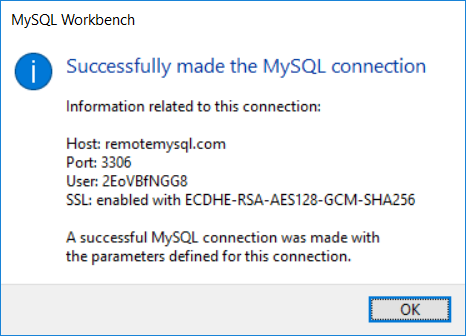 MySQL Workbench
Successfully made the MySQL connection
Information related to this connection:
Host: remotemysql.com
Port: 3306
User: 2EoVBfNGG8
SSL: enabled with ECDHE-RSA-AES128-GCM-SHA256
A successful MySQL connection was made with
the parameters defined for this connection.
OK